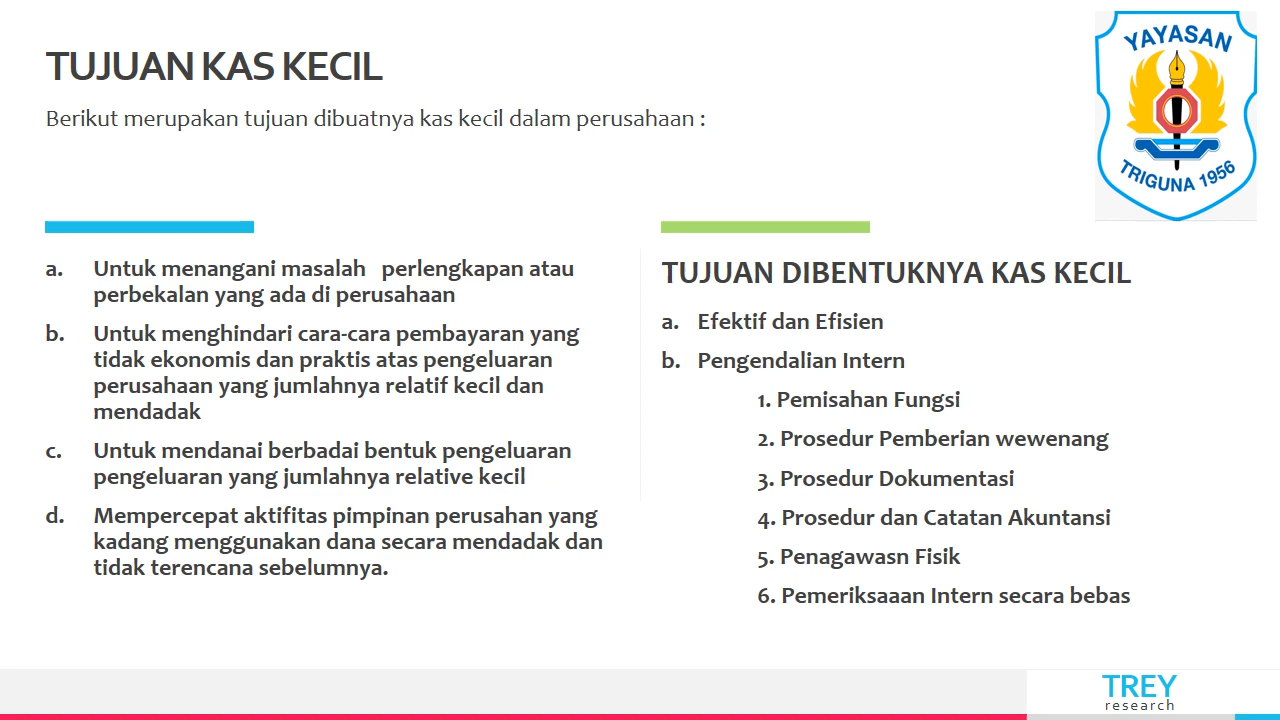 TUJUAN KAS KECIL
Berikut merupakan tujuan dibuatnya kas kecil dalam perusahaan :
YAYASAN
TRIGUNA 1956
a. Untuk menangani masalah perlengkapan atau
perbekalan yang ada di perusahaan
b. Untuk menghindari cara-cara pembayaran yang
tidak ekonomis dan praktis atas pengeluaran
perusahaan yang jumlahnya relatif kecil dan
mendadak
c. Untuk mendanai berbadai bentuk pengeluaran
pengeluaran yang jumlahnya relative kecil
d. Mempercepat aktifitas pimpinan perusahan yang
kadang menggunakan dana secara mendadak dan
tidak terencana sebelumnya.
TUJUAN DIBENTUKNYA KAS KECIL
a. Efektif dan Efisien
b. Pengendalian Intern
1. Pemisahan Fungsi
2. Prosedur Pemberian wewenang
3. Prosedur Dokumentasi
4. Prosedur dan Catatan Akuntansi
5. Penagawasn Fisik
6. Pemeriksaaan Intern secara bebas
TREY
research